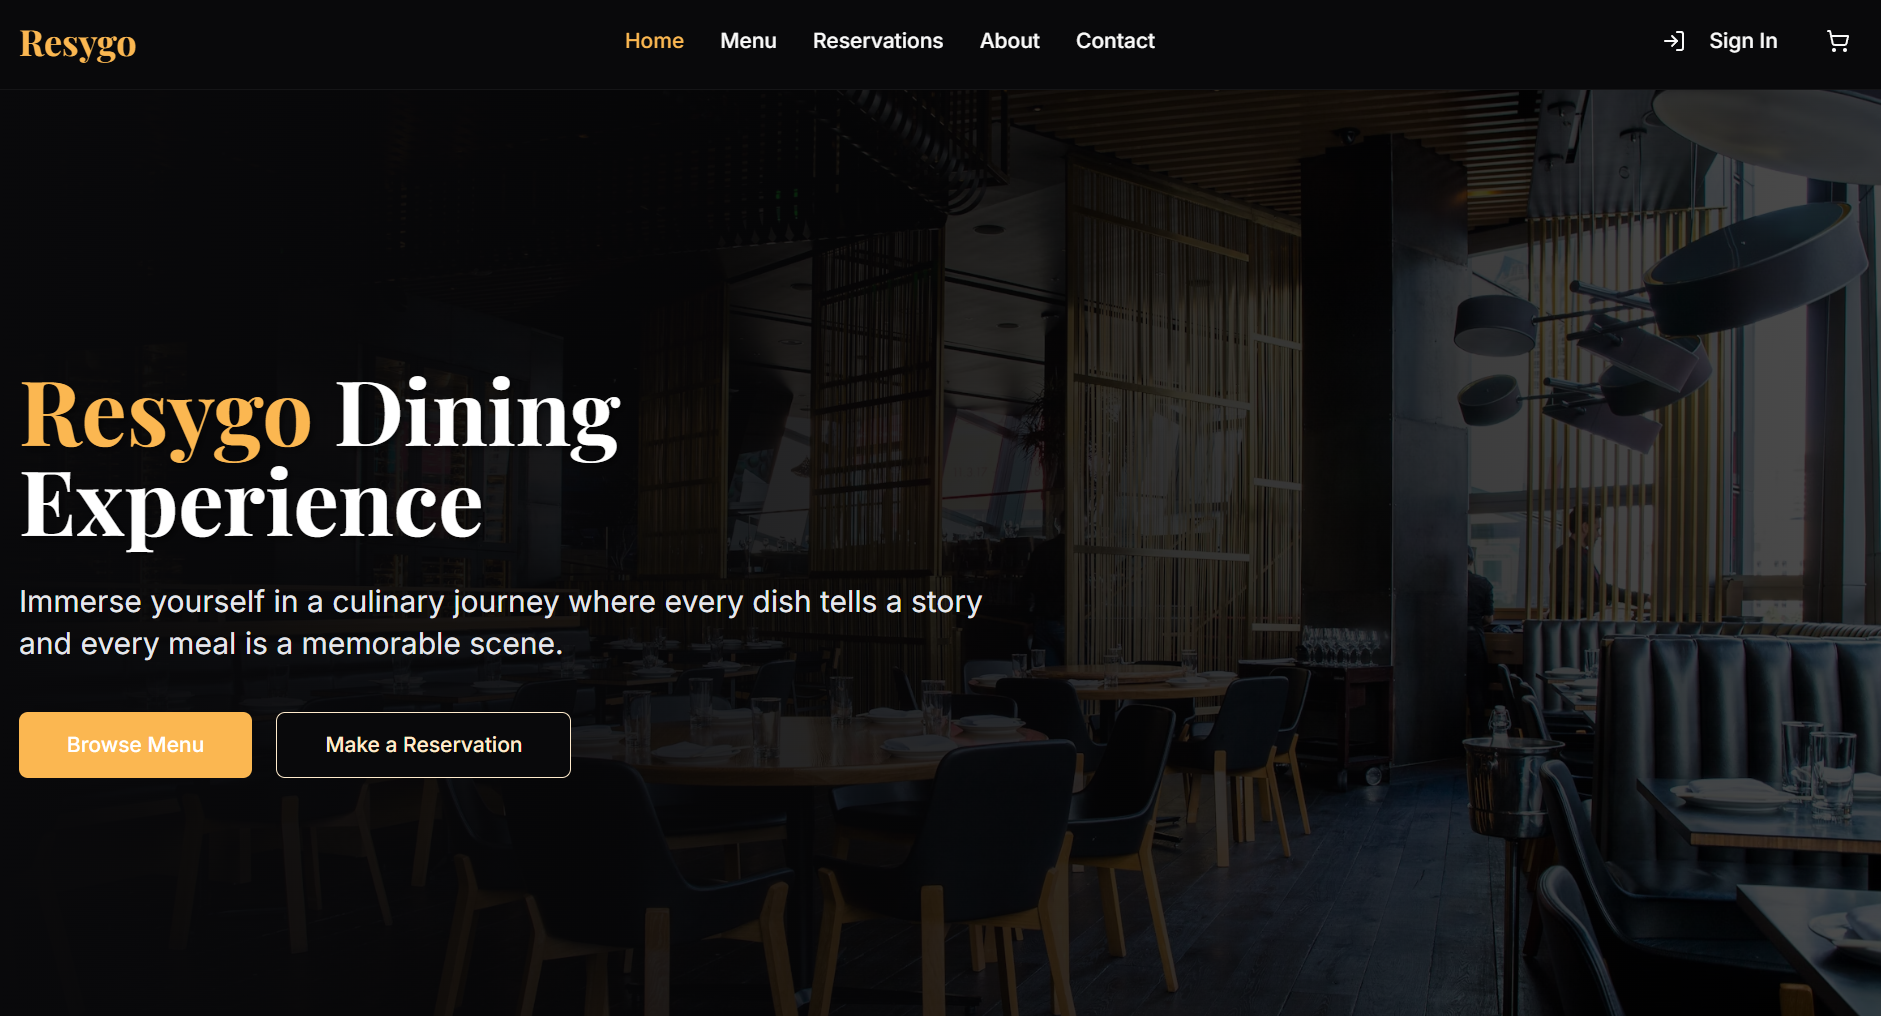 Resygo
Home Menu Reservations About Contact
Sign In
Resygo Dining
Experience
Immerse yourself in a culinary journey where every dish tells a story
and every meal is a memorable scene.
Browse Menu
Make a Reservation